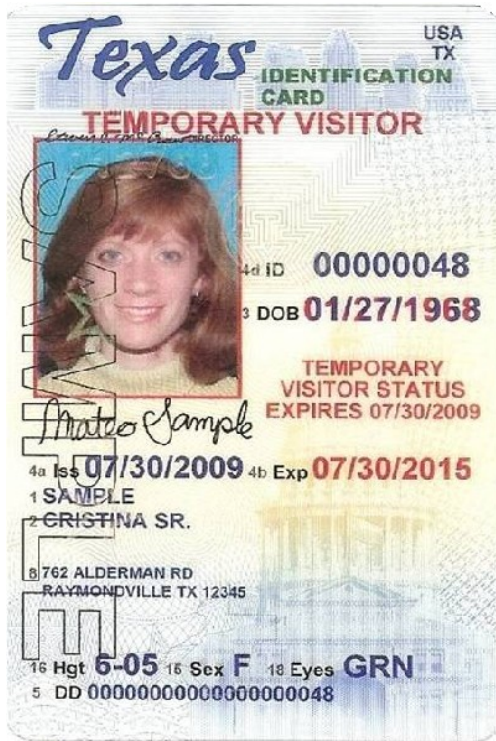 Texas
USA
TX
IDENTIFICATION
CARD
TEMPORARY VISITOR
DIRECTOR
4d ID 00000048
3 DOB 01/27/1968
TEMPORARY
VISITOR STATUS
EXPIRES 07/30/2009
Mateo Sample
4a Iss 07/30/2009 4b Exp 07/30/2015
1 SAMPLE
2 CRISTINA SR.
8 762 ALDERMAN RD
RAYMONDVILLE TX 12345
16 Hgt 6-05 15 Sex F 18 Eyes GRN
5 DD 00000000000000000048